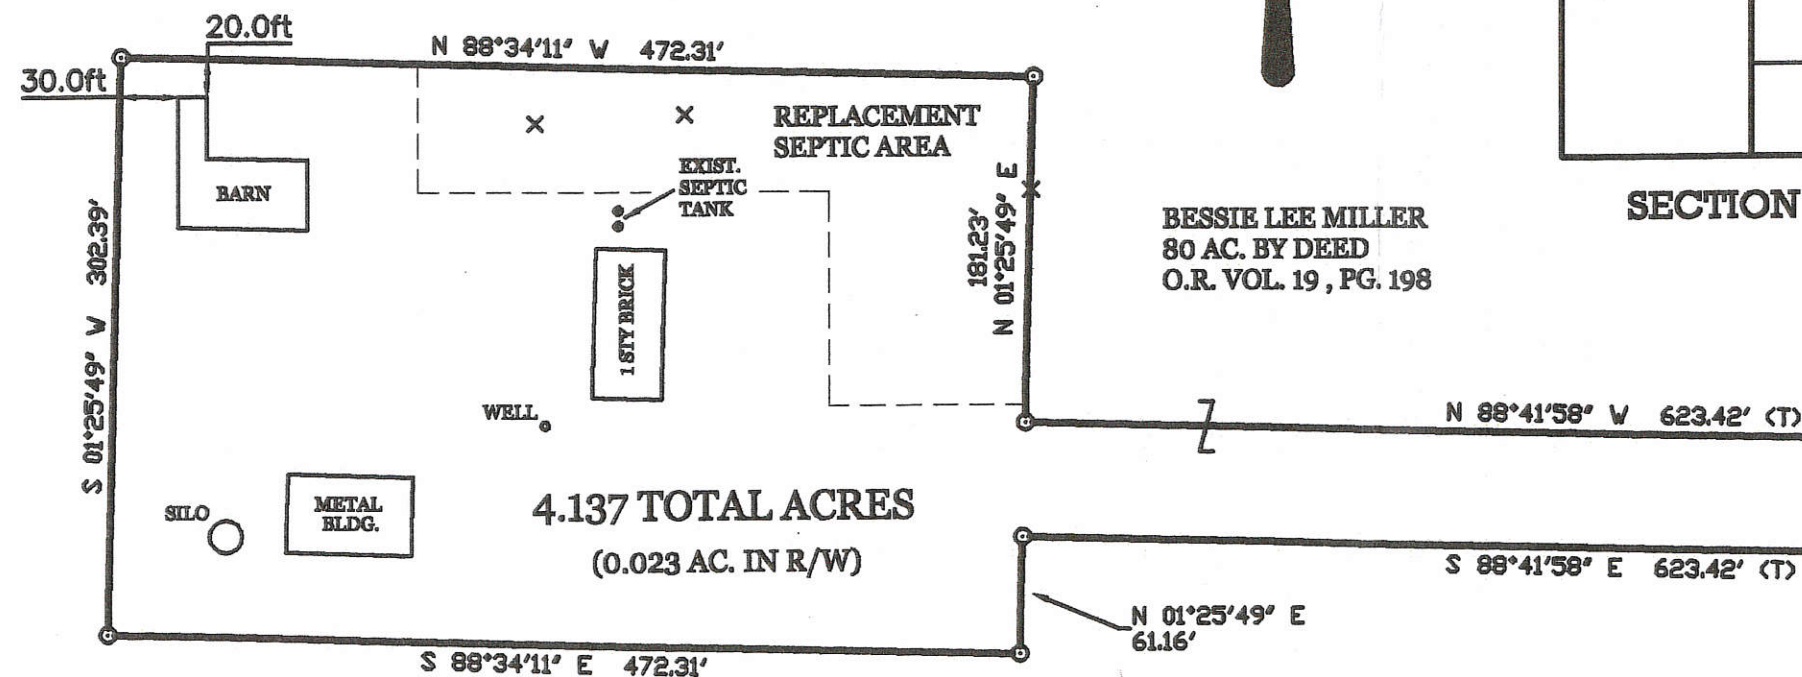 20.0ft
N 88°34'11" W 472.31'
30.0ft
REPLACEMENT
SEPTIC AREA
EXIST.
SEPTIC
TANK
BARN
S 01°25'49" W 302.39'
181.23'
N 01°25'49" E
BESSIE LEE MILLER
80 AC. BY DEED
O.R. VOL. 19 , PG. 198
SECTION
1 STY BRICK
WELL
N 88°41'58" W 623.42' (T)
4.137 TOTAL ACRES
(0.023 AC. IN R/W)
SILO
METAL
BLDG.
S 88°41'58" E 623.42' (T)
N 01°25'49" E
61.16'
S 88°34'11" E 472.31'